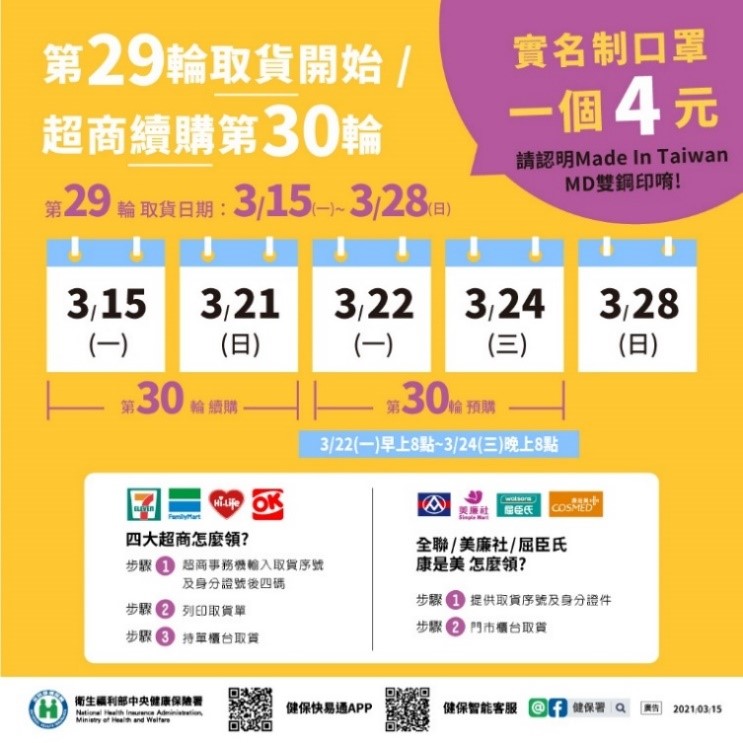 第29輪取貨開始/
超商續購第30輪
實名制口罩
一個4元
請認明Made In Taiwan
MD雙鋼印唷!
第29輪取貨日期：3/15(一)~3/28(日)
3/15
(一)
3/21
(日)
3/22
(一)
3/24
(三)
3/28
(日)
第30輪續購
第30輪預購
3/22(一)早上8點~3/24(三)晚上8點
7 ELEVEN
FamilyMart
Hi-Life
OK
四大超商怎麼領?
步驟1 超商事務機輸入取貨序號
及身分證號後四碼
步驟2 列印取貨單
步驟3 持單櫃台取貨
美廉社
Simple Mart
watsons
屈臣氏
康是美
COSMED
全聯/美廉社/屈臣氏
康是美 怎麼領?
步驟1 提供取貨序號及身分證件
步驟2 門市櫃台取貨
衛生福利部中央健康保險署
National Health Insurance Administration,
Ministry of Health and Welfare
健保快易通APP
健保智能客服
@ f 健保署
廣告
2021.03/15